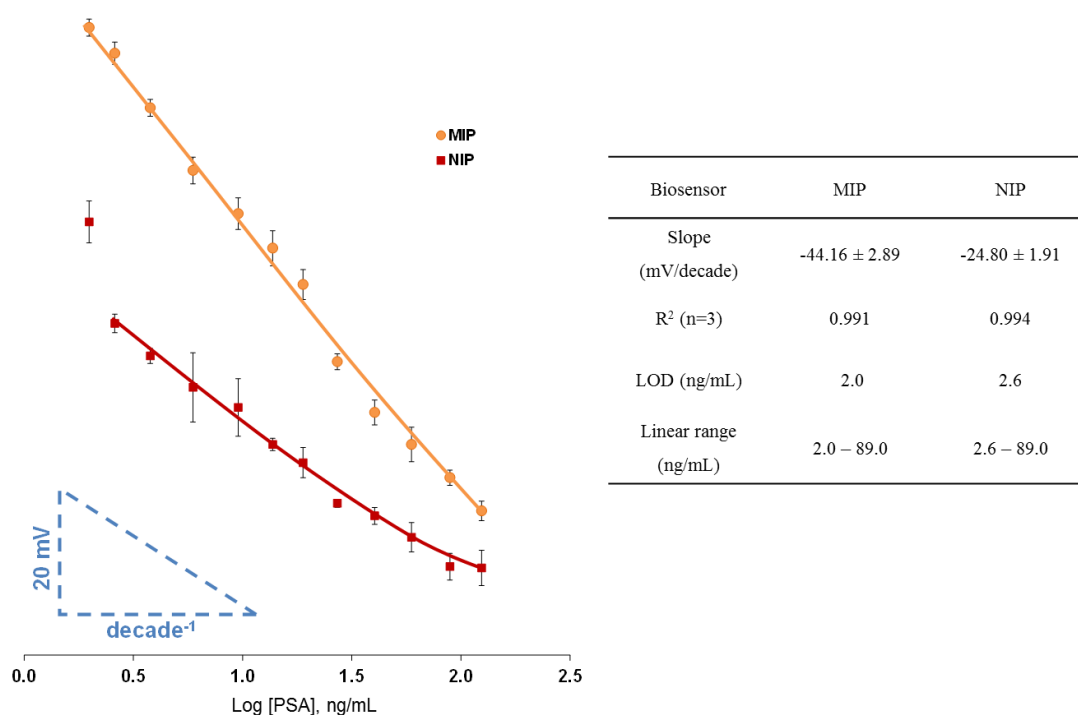 MIP
NIP
20 mV
decade⁻¹
0.0 0.5 1.0 1.5 2.0 2.5
Log [PSA], ng/mL
Biosensor MIP NIP
Slope
(mV/decade) -44.16 ± 2.89 -24.80 ± 1.91
R² (n=3) 0.991 0.994
LOD (ng/mL) 2.0 2.6
Linear range
(ng/mL) 2.0 – 89.0 2.6 – 89.0